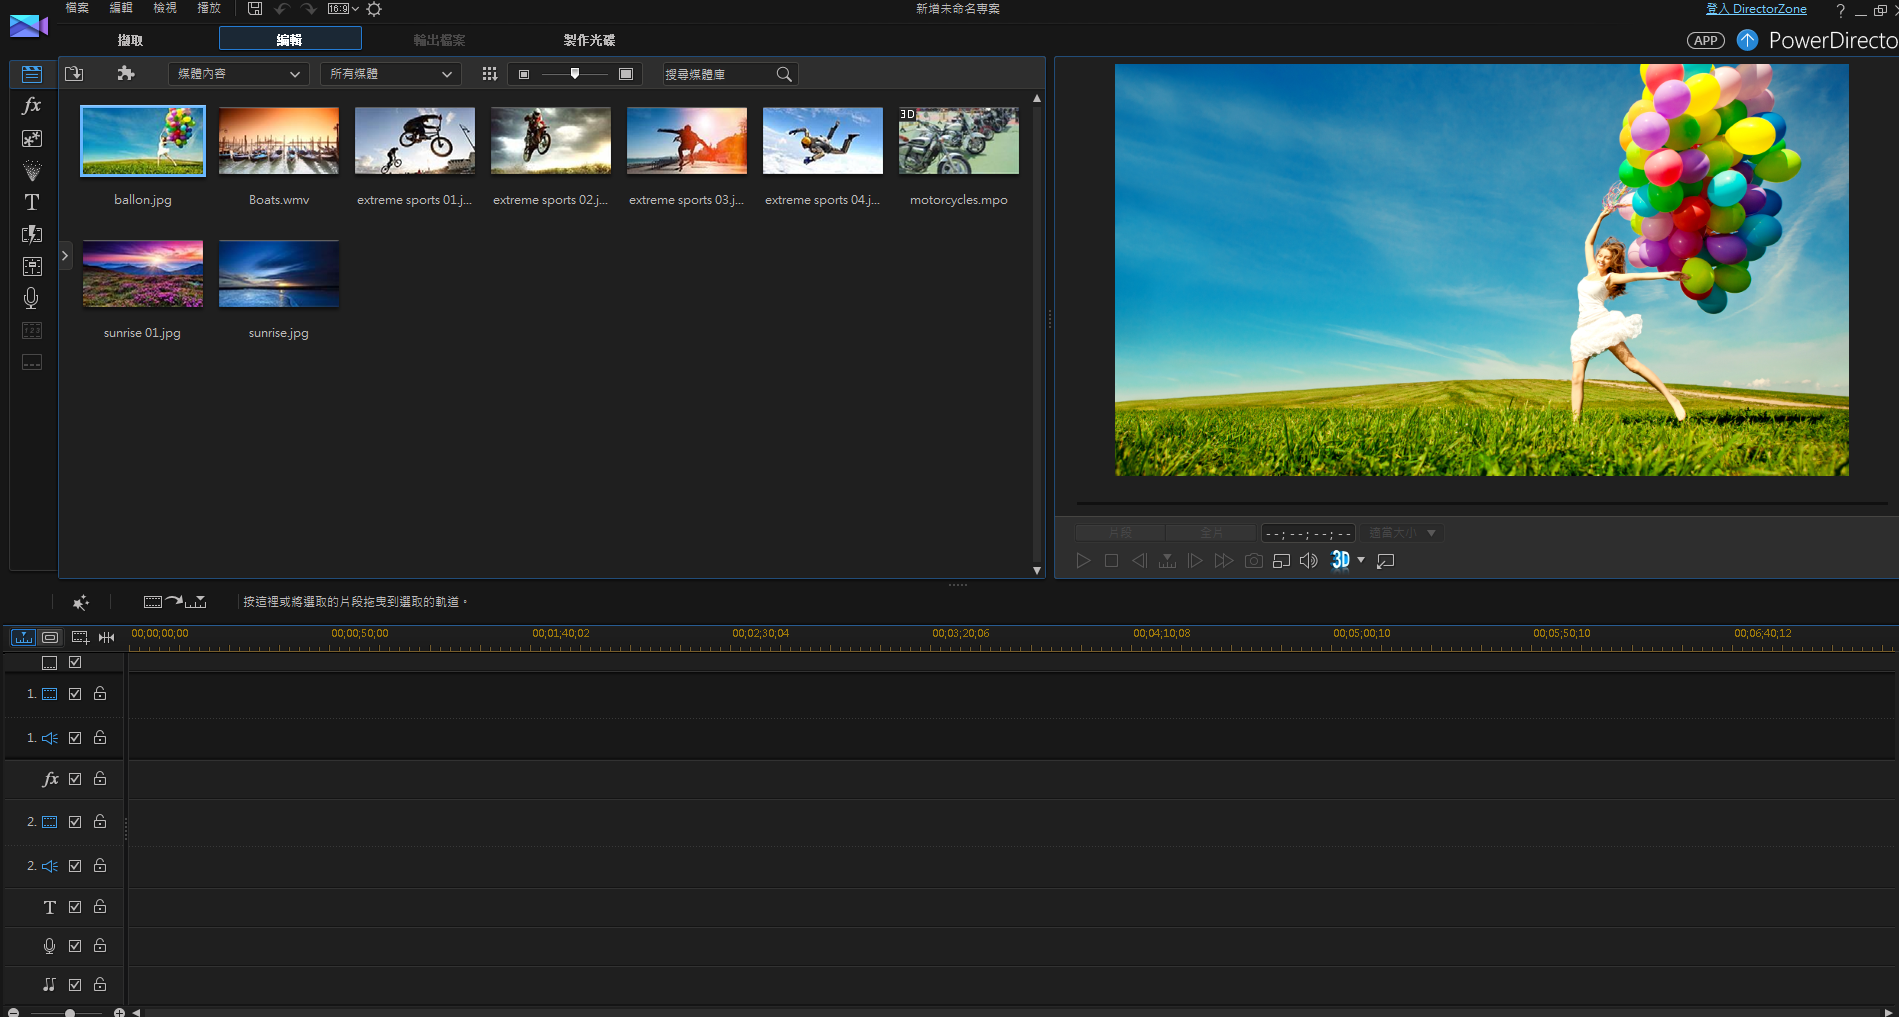 檔案 編輯 檢視 播放 16:9 新增未命名專案 登入 DirectorZone ?
擷取 編輯 輸出檔案 製作光碟 APP PowerDirecto
媒體內容 所有媒體 搜尋媒體庫
fx
T
3D
ballon.jpg Boats.wmv extreme sports 01.j... extreme sports 02.j... extreme sports 03.j... extreme sports 04.j... motorcycles.mpo
sunrise 01.jpg sunrise.jpg
片段 全片 --;--;--;-- 適當大小
3D
按這裡或將選取的片段拖曳到選取的軌道。
00;00;00;00 00;00;50;00 00;01;40;02 00;02;30;04 00;03;20;06 00;04;10;08 00;05;00;10 00;05;50;10 00;06;40;12
1.
1.
fx
2.
2.
T